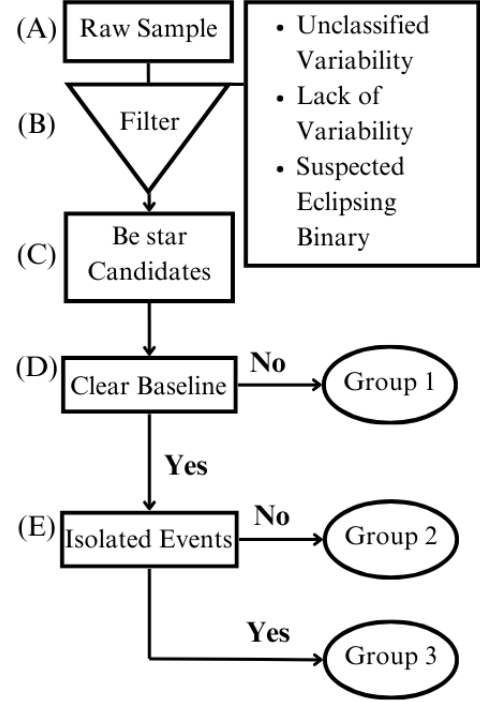 (A)
Raw Sample
• Unclassified
Variability
• Lack of
Variability
• Suspected
Eclipsing
Binary
(B)
Filter
(C)
Be star
Candidates
(D)
Clear Baseline
No
Group 1
Yes
(E)
Isolated Events
No
Group 2
Yes
Group 3